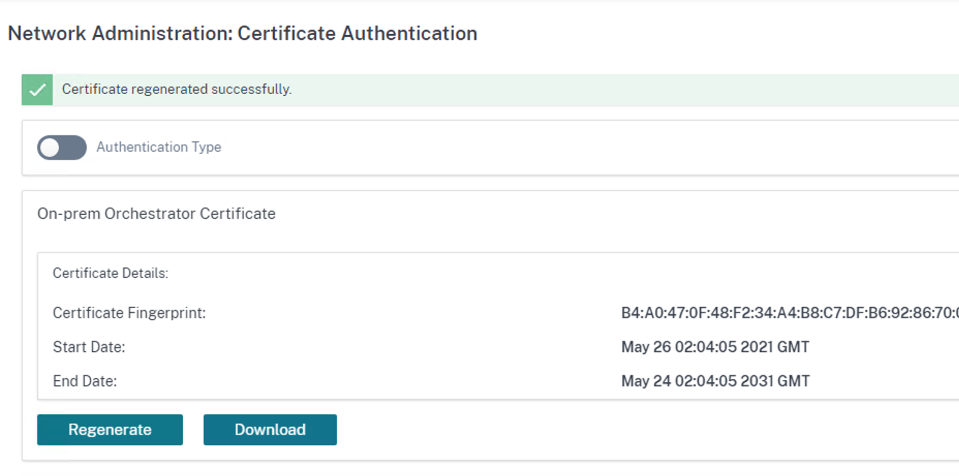 Network Administration: Certificate Authentication
Certificate regenerated successfully.
Authentication Type
On-prem Orchestrator Certificate
Certificate Details:
Certificate Fingerprint: B4:A0:47:0F:48:F2:34:A4:B8:C7:DF:B6:92:86:70:
Start Date: May 26 02:04:05 2021 GMT
End Date: May 24 02:04:05 2031 GMT
Regenerate Download